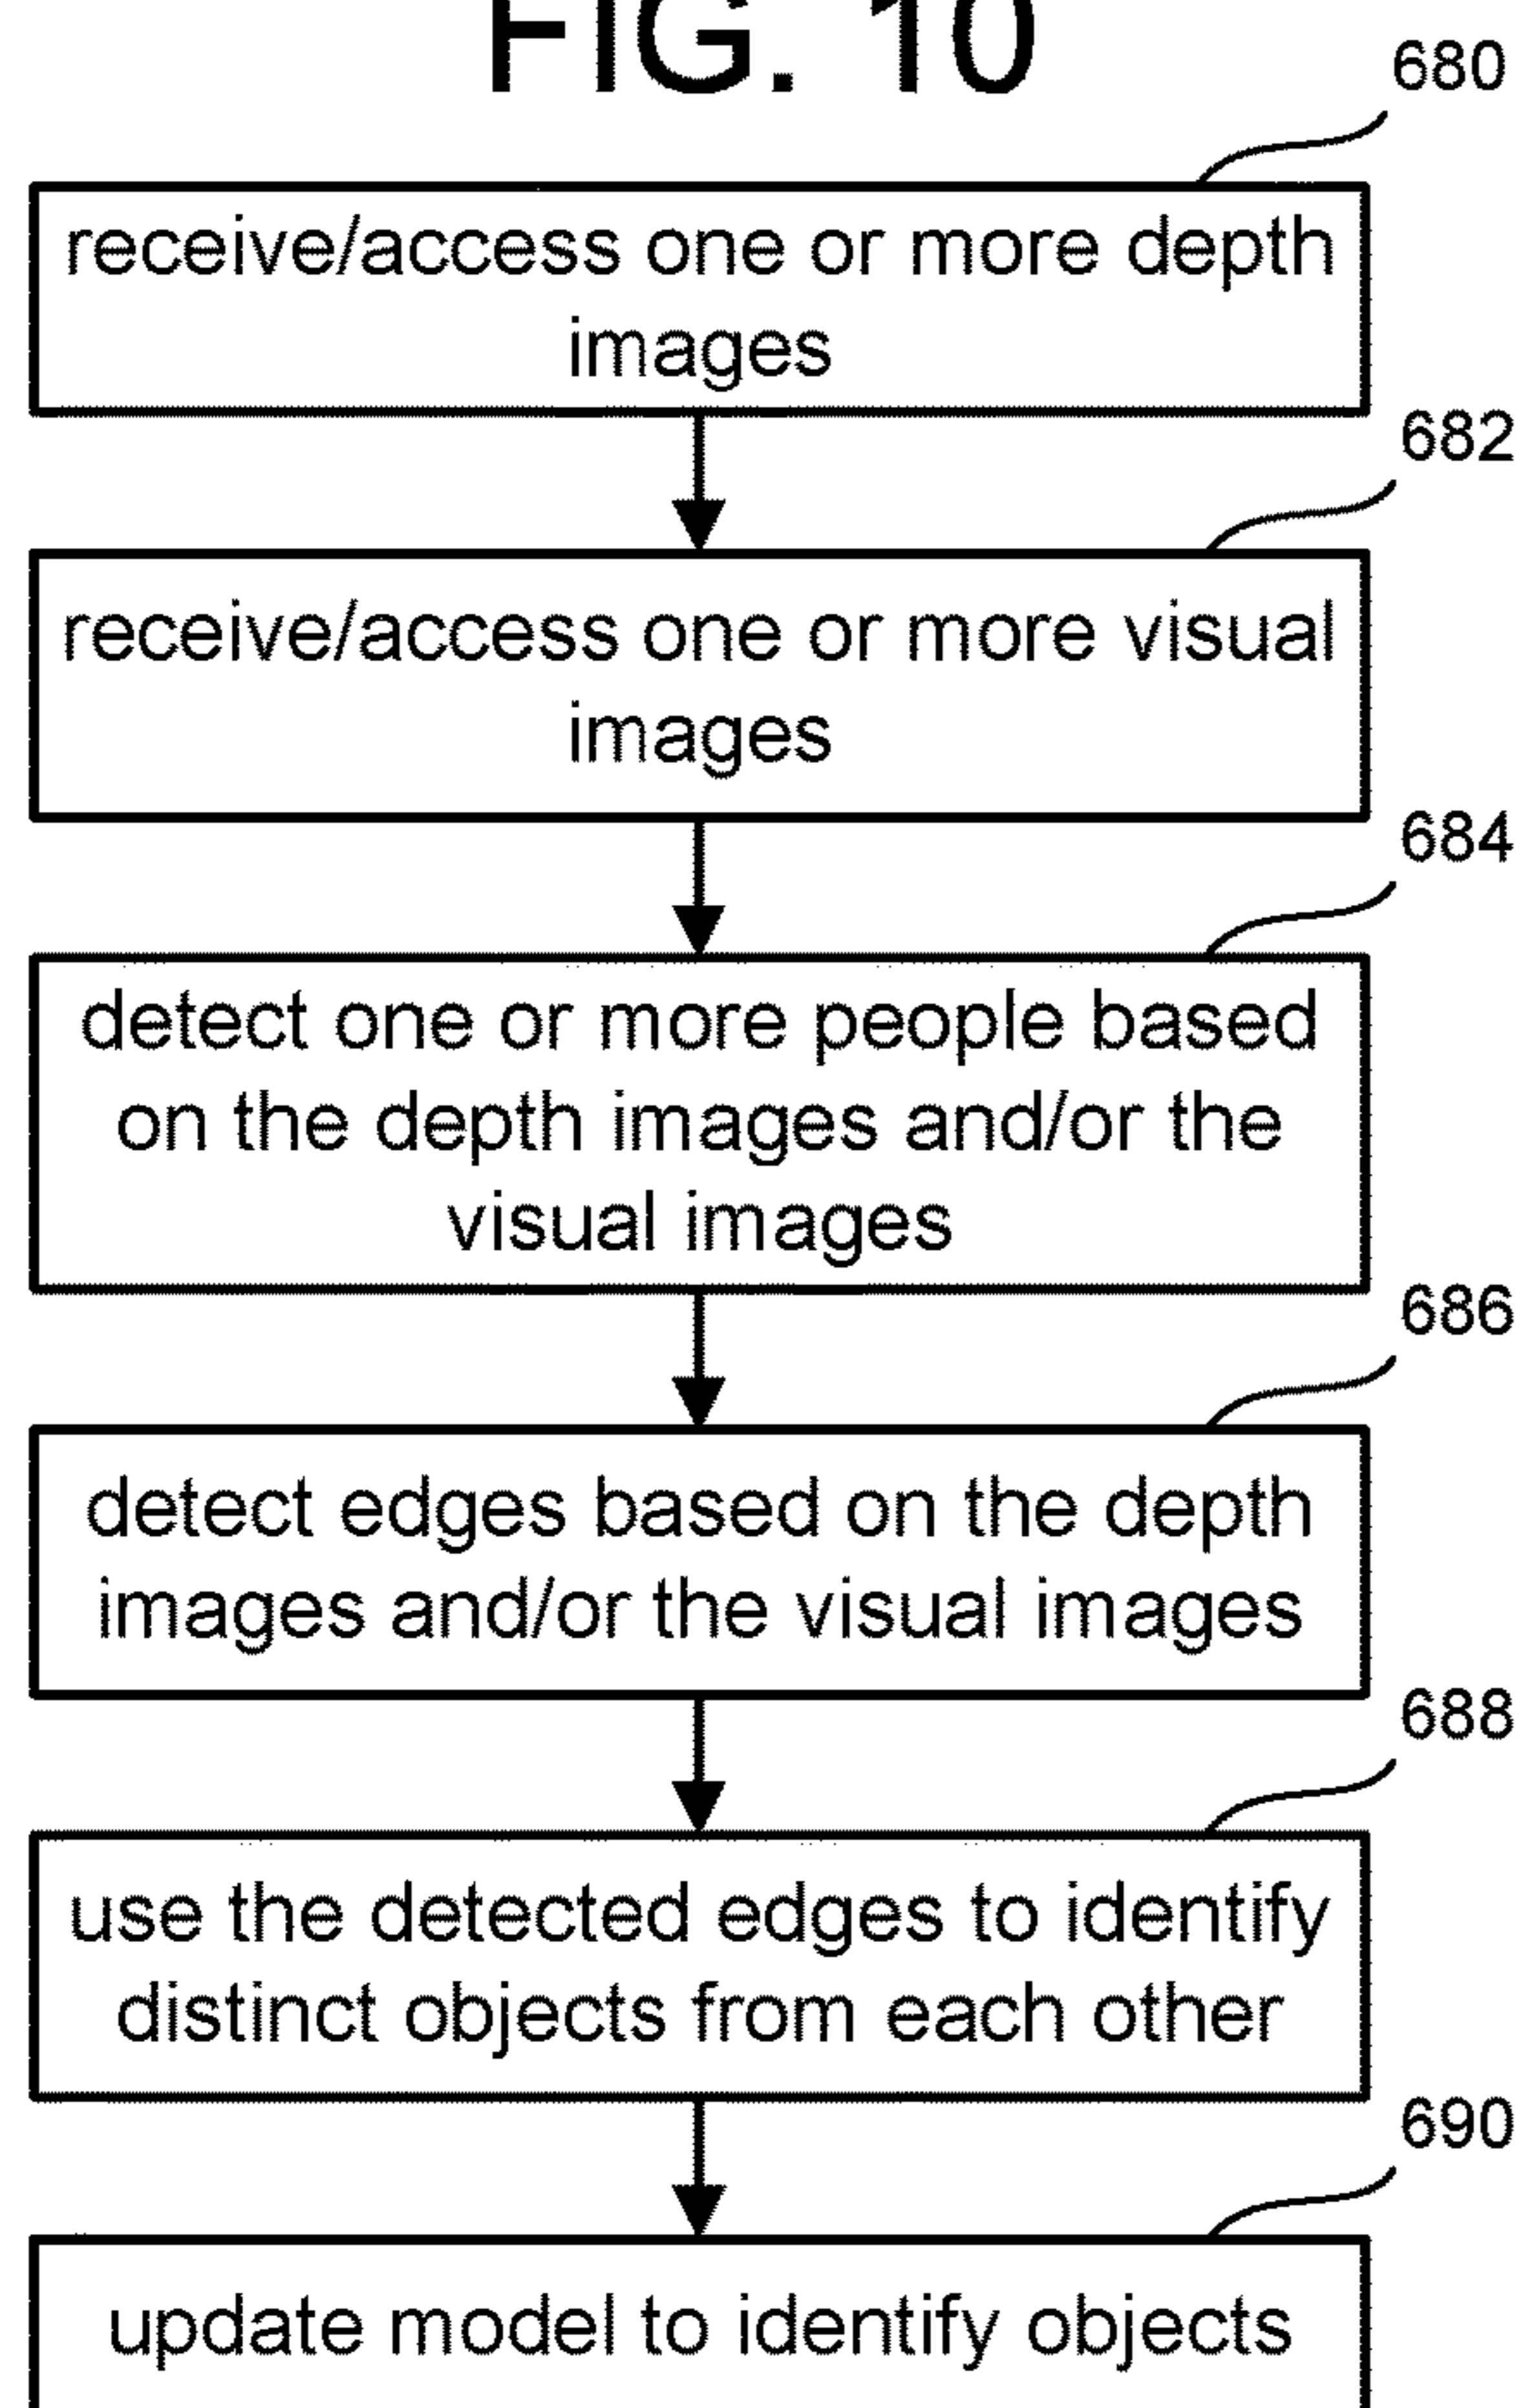 FIG. 10
680
receive/access one or more depth
images
682
receive/access one or more visual
images
684
detect one or more people based
on the depth images and/or the
visual images
686
detect edges based on the depth
images and/or the visual images
688
use the detected edges to identify
distinct objects from each other
690
update model to identify objects